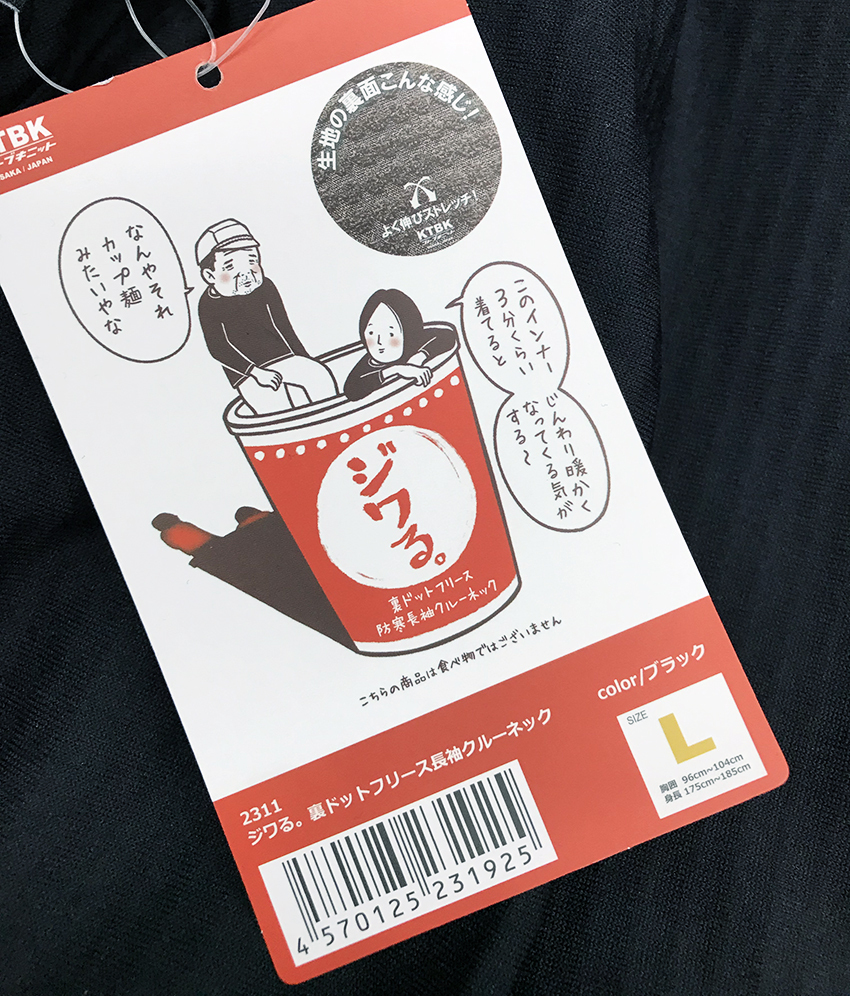 TBK
ープキニット
SAKA / JAPAN
生地の裏面こんな感じ!
よく伸びストレッチ!
KTBK
なんやそれ
カップ麺
みたいやな
このインナー
3分くらい
着てると
じんわり暖かく
なってくる気が
する〜
ジワる。
裏ドットフリース
防寒長袖クルーネック
こちらの商品は食べ物ではございません
2311
ジワる。裏ドットフリース長袖クルーネック
color/ブラック
SIZE
L
胸囲 96cm~104cm
身長 175cm~185cm
4 570125 231925